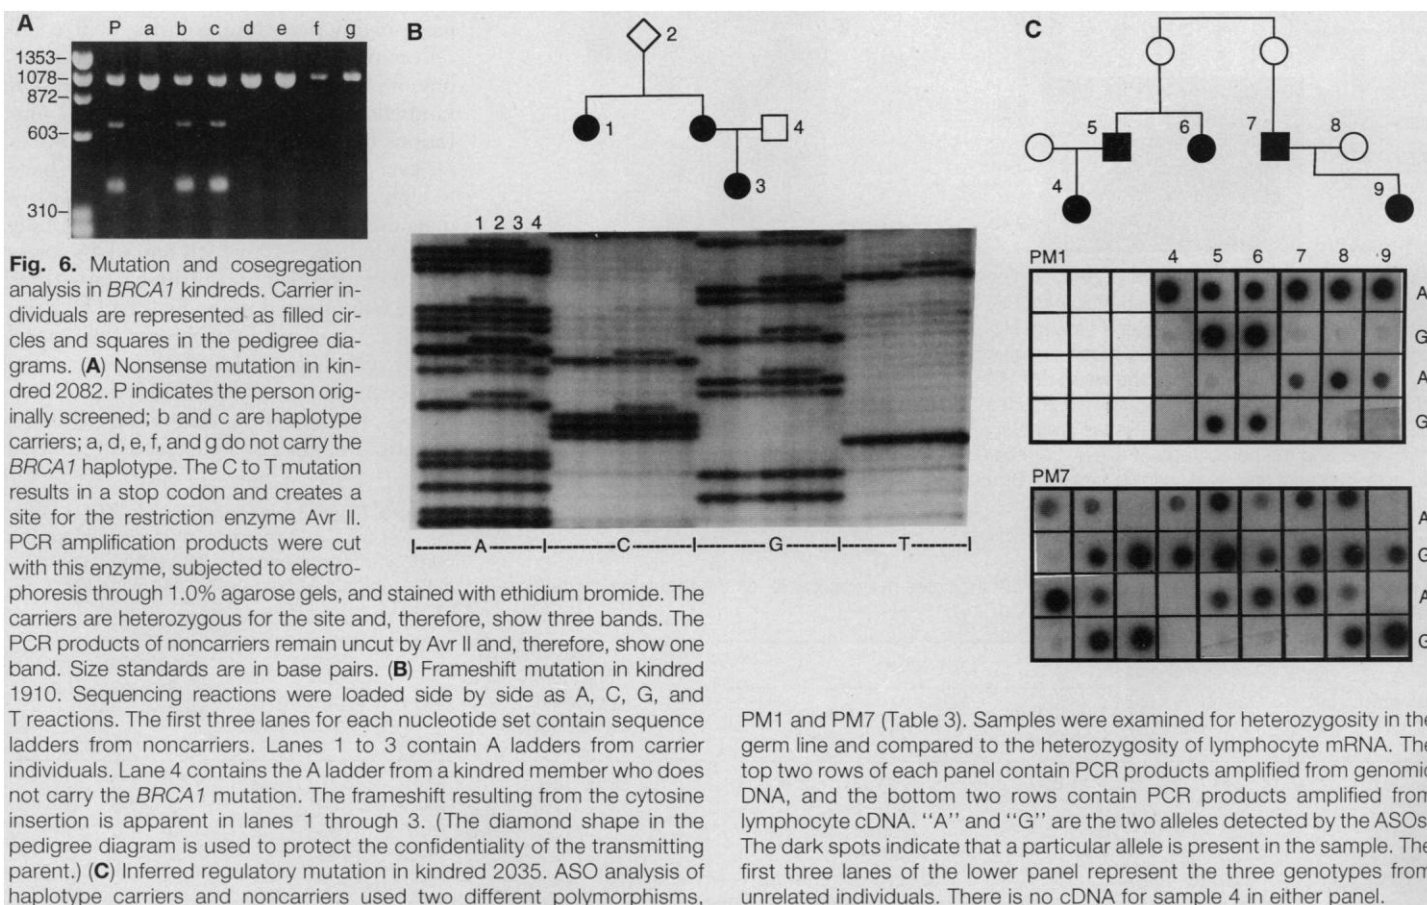 A
P a b c d e f g
1353–
1078–
872–
603–
310–
B
2
1
4
3
1 2 3 4
A C G T
C
5
6
7
8
4
9
PM1
4 5 6 7 8 9
A
G
A
G
PM7
A
G
A
G
Fig. 6. Mutation and cosegregation
analysis in BRCA1 kindreds. Carrier in-
dividuals are represented as filled cir-
cles and squares in the pedigree dia-
grams. (A) Nonsense mutation in kin-
dred 2082. P indicates the person orig-
inally screened; b and c are haplotype
carriers; a, d, e, f, and g do not carry the
BRCA1 haplotype. The C to T mutation
results in a stop codon and creates a
site for the restriction enzyme Avr II.
PCR amplification products were cut
with this enzyme, subjected to electro-
phoresis through 1.0% agarose gels, and stained with ethidium bromide. The
carriers are heterozygous for the site and, therefore, show three bands. The
PCR products of noncarriers remain uncut by Avr II and, therefore, show one
band. Size standards are in base pairs. (B) Frameshift mutation in kindred
1910. Sequencing reactions were loaded side by side as A, C, G, and
T reactions. The first three lanes for each nucleotide set contain sequence
ladders from noncarriers. Lanes 1 to 3 contain A ladders from carrier
individuals. Lane 4 contains the A ladder from a kindred member who does
not carry the BRCA1 mutation. The frameshift resulting from the cytosine
insertion is apparent in lanes 1 through 3. (The diamond shape in the
pedigree diagram is used to protect the confidentiality of the transmitting
parent.) (C) Inferred regulatory mutation in kindred 2035. ASO analysis of
haplotype carriers and noncarriers used two different polymorphisms,
PM1 and PM7 (Table 3). Samples were examined for heterozygosity in the
germ line and compared to the heterozygosity of lymphocyte mRNA. The
top two rows of each panel contain PCR products amplified from genomic
DNA, and the bottom two rows contain PCR products amplified from
lymphocyte cDNA. "A" and "G" are the two alleles detected by the ASOs
The dark spots indicate that a particular allele is present in the sample. The
first three lanes of the lower panel represent the three genotypes from
unrelated individuals. There is no cDNA for sample 4 in either panel.